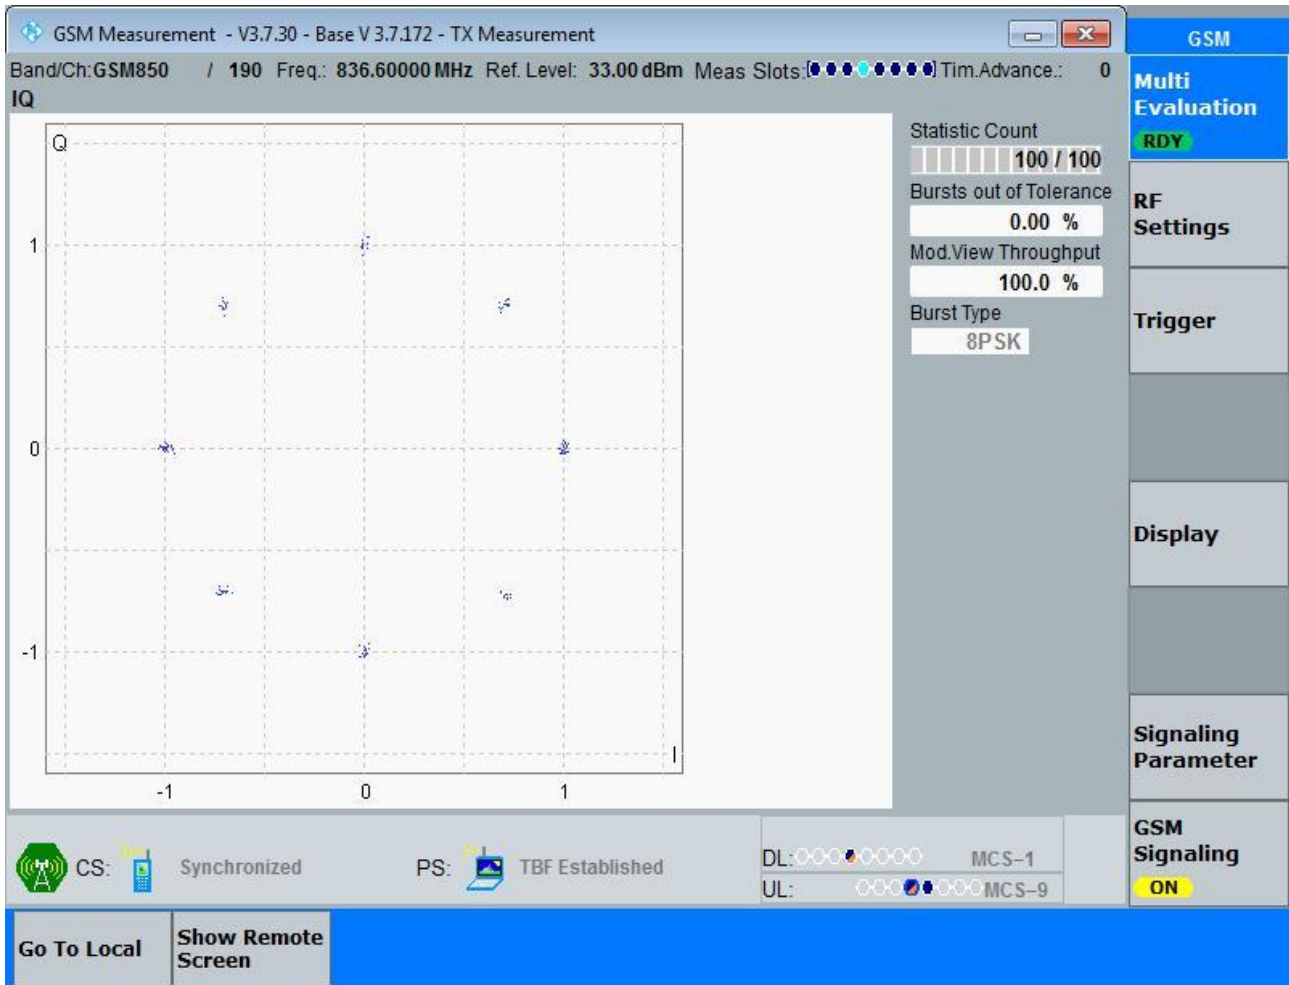 GSM Measurement - V3.7.30 - Base V 3.7.172 - TX Measurement
GSM
Band/Ch:GSM850 / 190 Freq.: 836.60000 MHz Ref. Level: 33.00 dBm Meas Slots: Tim.Advance.: 0
IQ
Q
1
0
-1
-1 0 1
I
Statistic Count
100 / 100
Bursts out of Tolerance
0.00 %
Mod.View Throughput
100.0 %
Burst Type
8PSK
Multi
Evaluation
RDY
RF
Settings
Trigger
Display
Signaling
Parameter
GSM
Signaling
ON
CS: Synchronized PS: TBF Established
DL: MCS-1
UL: MCS-9
Go To Local
Show Remote
Screen